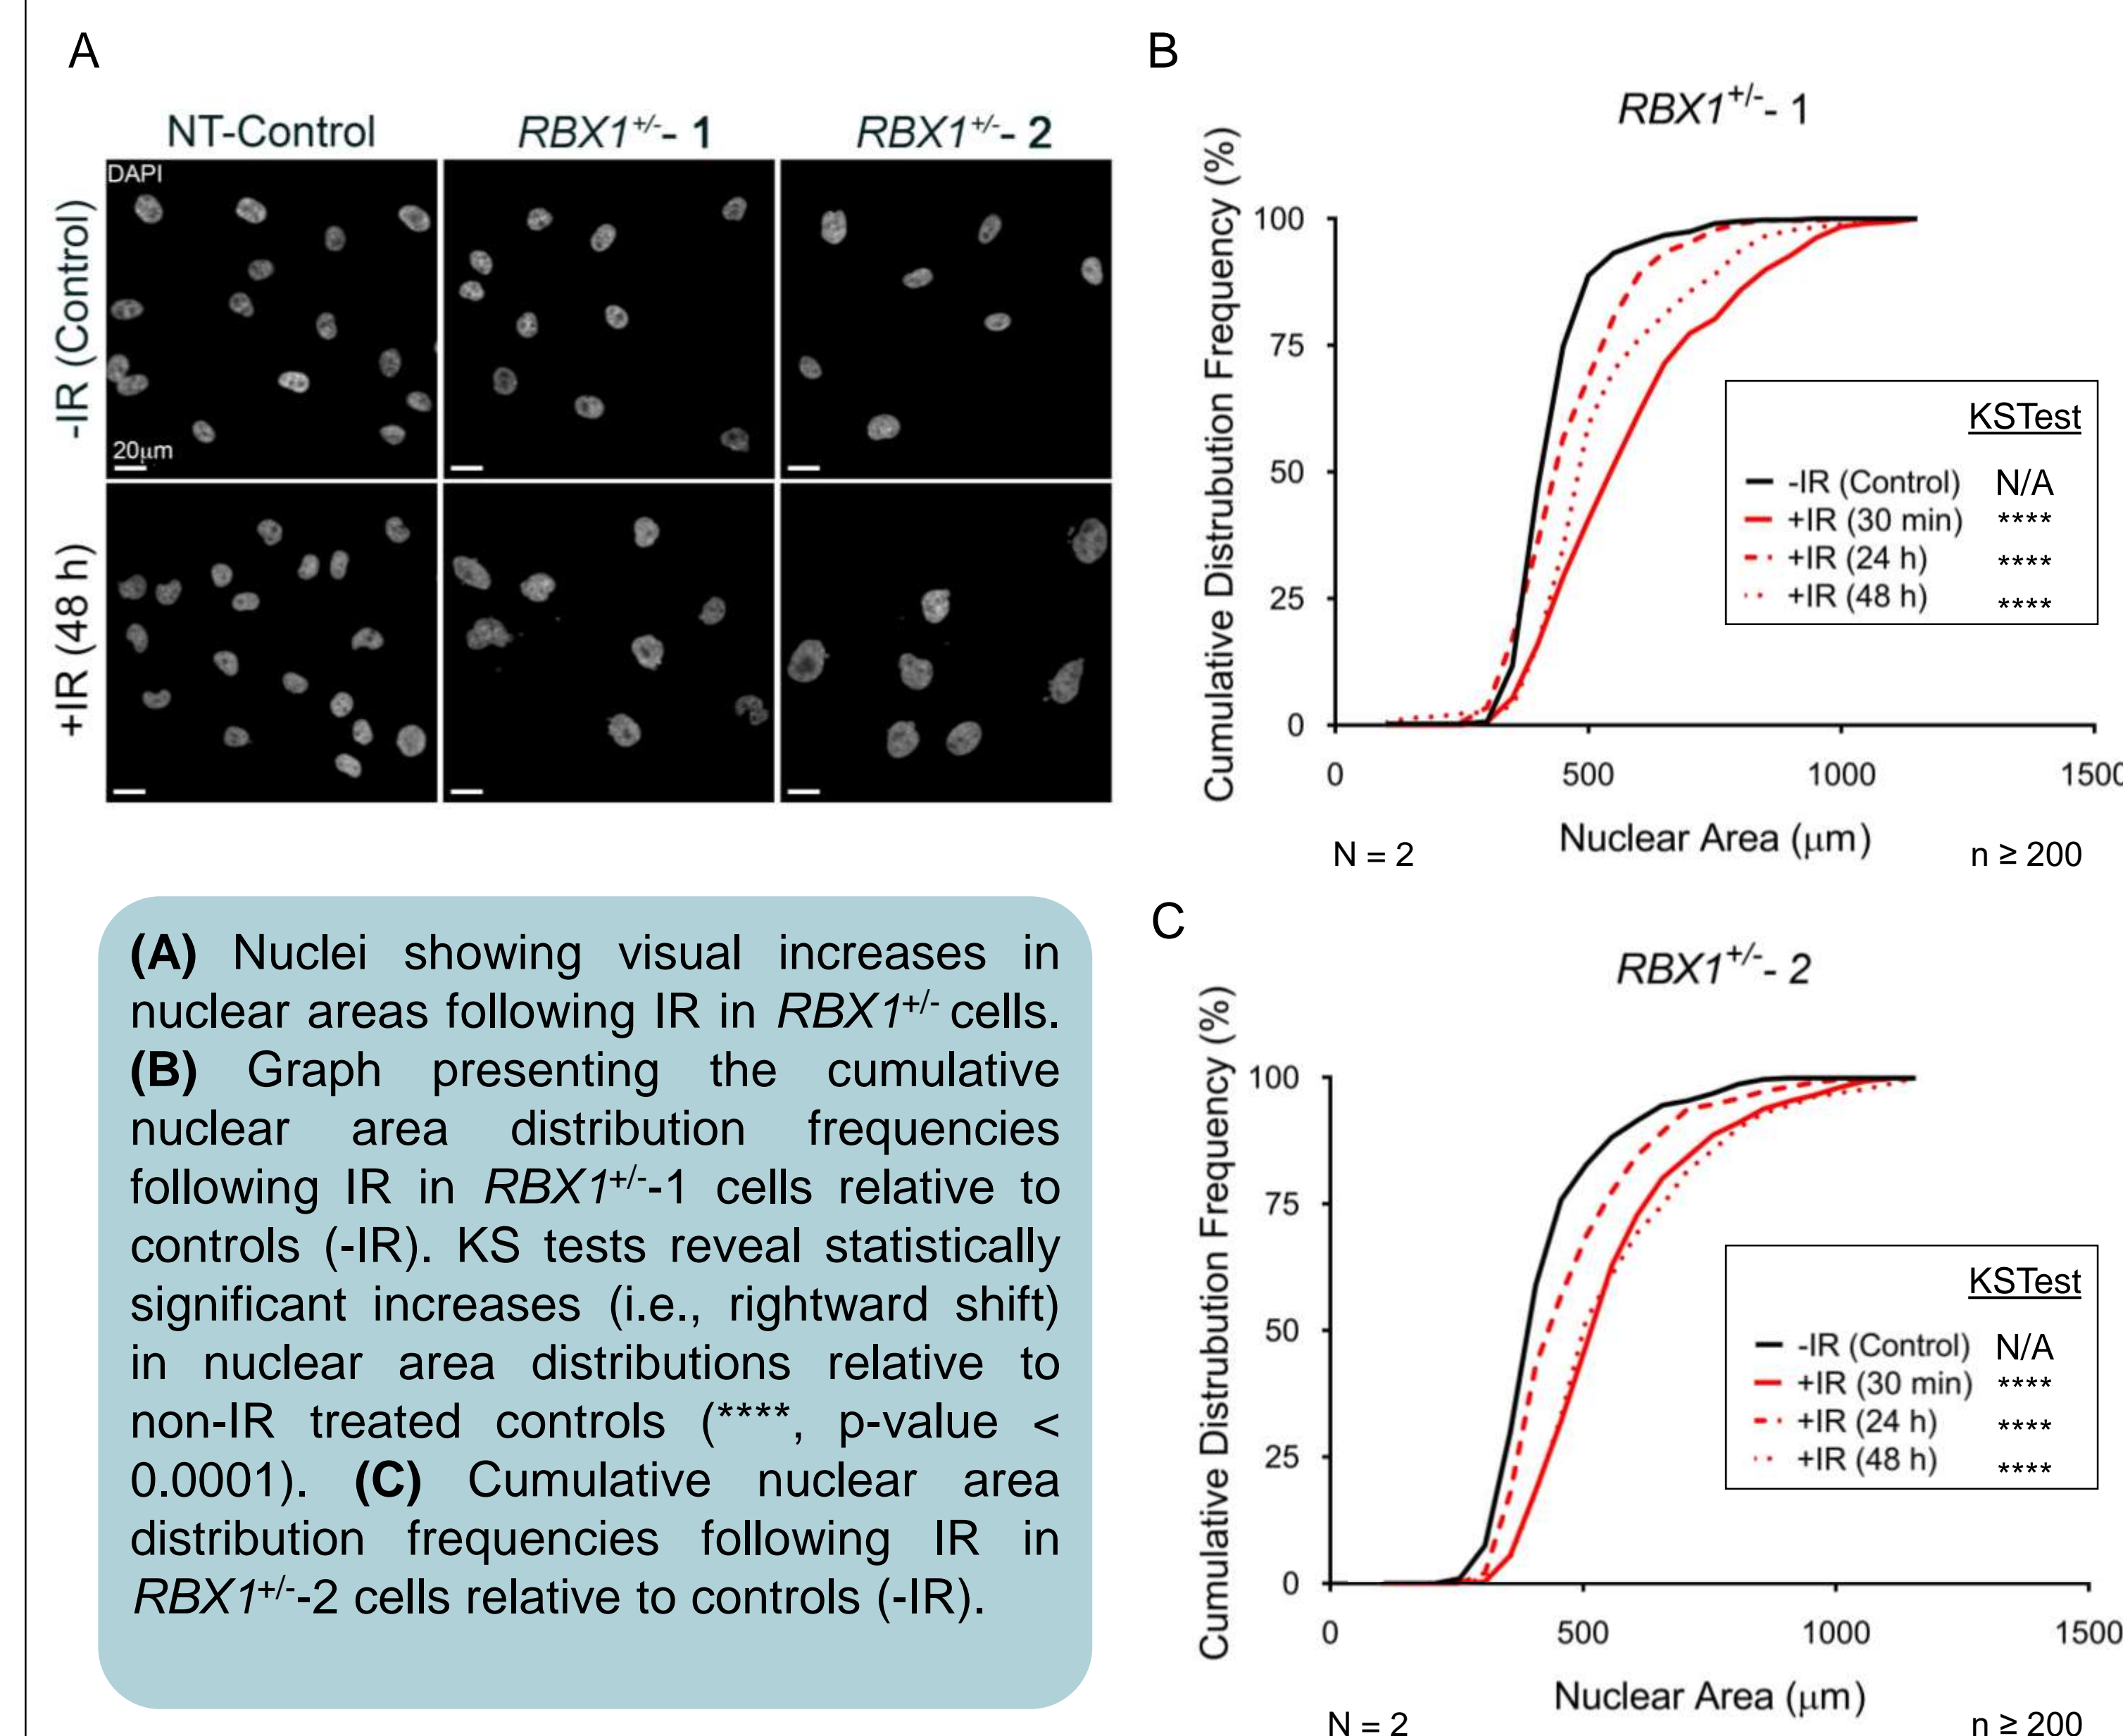 A
NT-Control
RBX1+/-- 1
RBX1+/-- 2
-IR (Control)
DAPI
20μm
+IR (48 h)
(A) Nuclei showing visual increases in
nuclear areas following IR in RBX1+/- cells.
(B) Graph presenting the cumulative
nuclear area distribution frequencies
following IR in RBX1+/--1 cells relative to
controls (-IR). KS tests reveal statistically
significant increases (i.e., rightward shift)
in nuclear area distributions relative to
non-IR treated controls (****, p-value <
0.0001). (C) Cumulative nuclear area
distribution frequencies following IR in
RBX1+/--2 cells relative to controls (-IR).
B
RBX1+/-- 1
Cumulative Distrubution Frequency (%)
100
75
50
25
0
0 500 1000 1500
Nuclear Area (μm)
N = 2
n ≥ 200
KSTest
-IR (Control) N/A
+IR (30 min) ****
+IR (24 h) ****
+IR (48 h) ****
C
RBX1+/-- 2
Cumulative Distrubution Frequency (%)
100
75
50
25
0
0 500 1000 1500
Nuclear Area (μm)
N = 2
n ≥ 200
KSTest
-IR (Control) N/A
+IR (30 min) ****
+IR (24 h) ****
+IR (48 h) ****